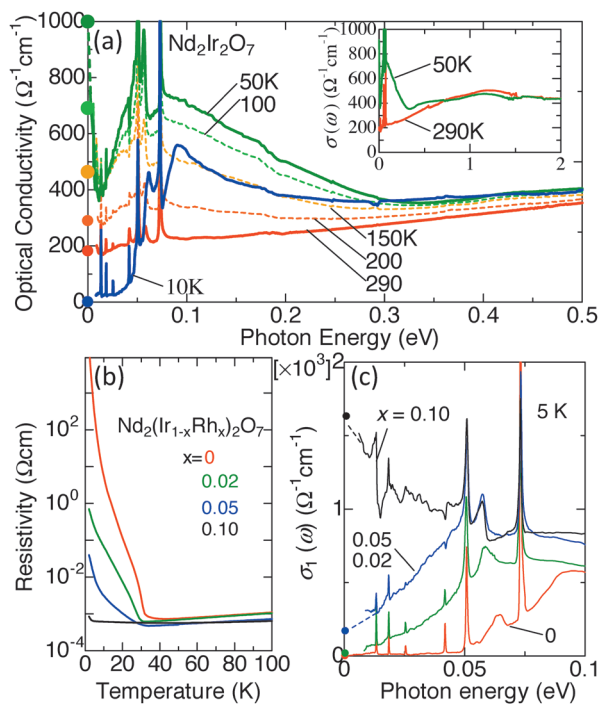 (a)
Nd2Ir2O7
50K
100
150K
200
290
10K
Optical Conductivity (Ω-1cm-1)
1000
800
600
400
200
0
0
0.1
0.2
0.3
0.4
0.5
Photon Energy (eV)
σ(ω) (Ω-1cm-1)
1000
800
600
400
200
0
0
1
2
50K
290K
(b)
Nd2(Ir1-xRhx)2O7
x=0
0.02
0.05
0.10
Resistivity (Ωcm)
10^2
10^0
10^-2
10^-4
0
20
40
60
80
100
Temperature (K)
[×10^3]
2
1
0
(c)
x = 0.10
5 K
0.05
0.02
0
σ1 (ω) (Ω-1cm-1)
0
0.05
0.1
Photon energy (eV)